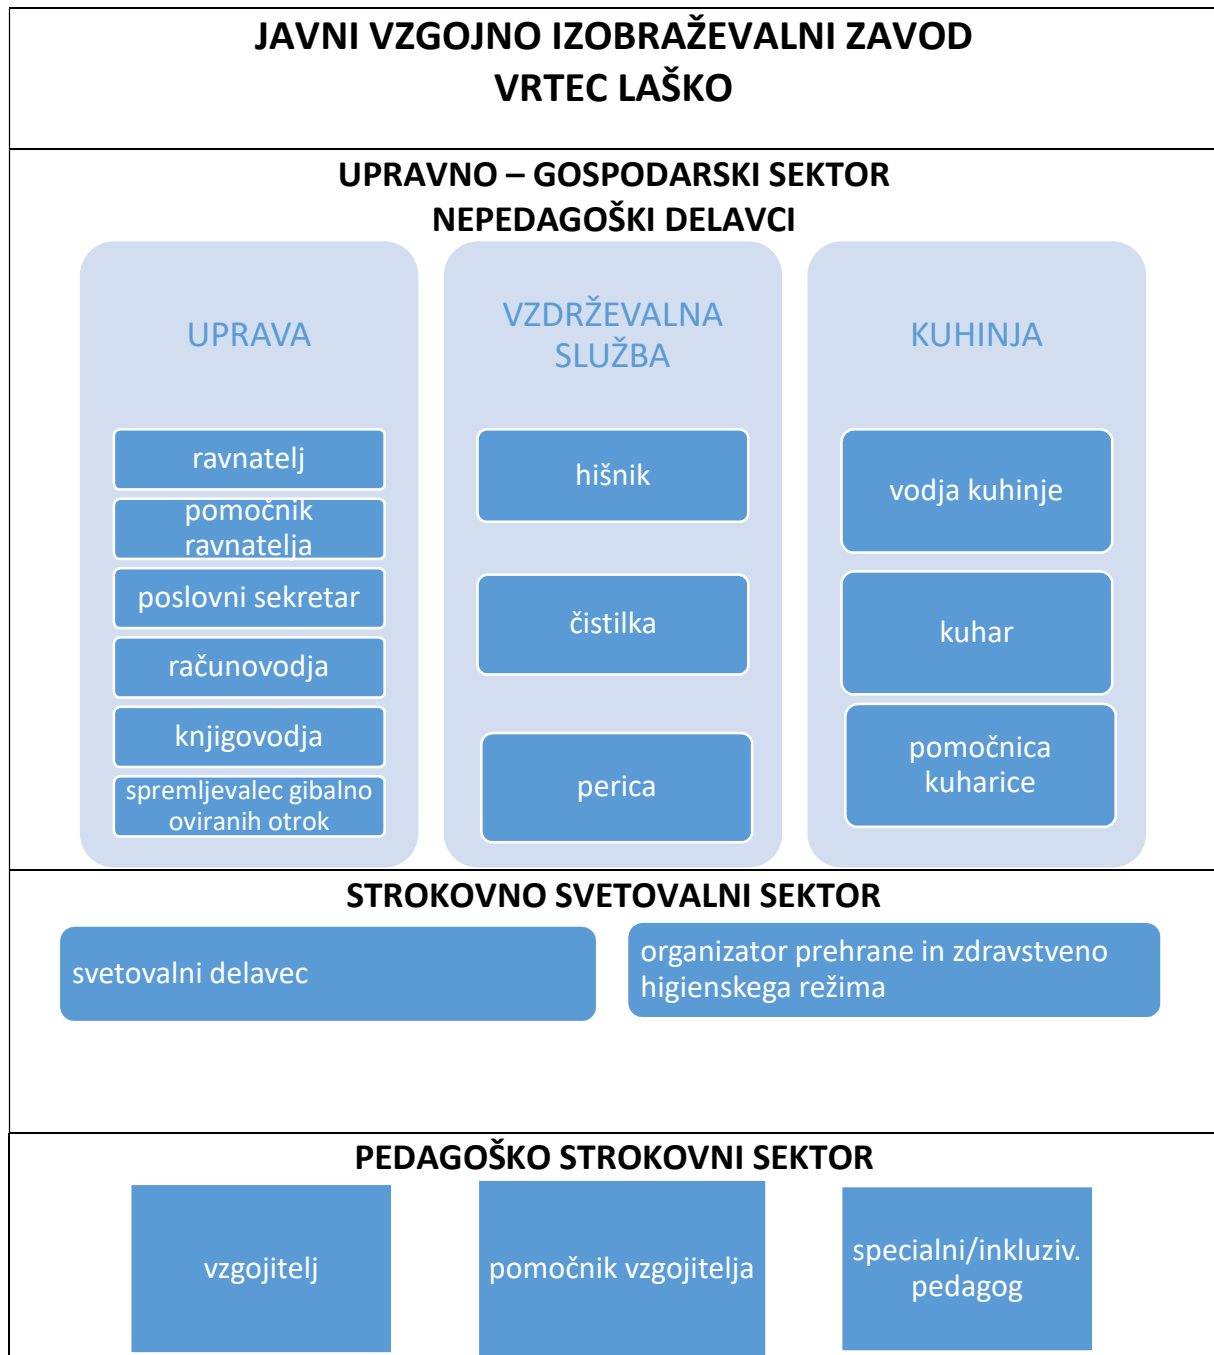 JAVNI VZGOJNO IZOBRAŽEVALNI ZAVOD
VRTEC LAŠKO
UPRAVNO – GOSPODARSKI SEKTOR
NEPEDAGOŠKI DELAVCI
UPRAVA
ravnatelj
pomočnik
ravnatelja
poslovni sekretar
računovodja
knjigovodja
spremljevalec gibalno
oviranih otrok
VZDRŽEVALNA
SLUŽBA
hišnik
čistilka
perica
KUHINJA
vodja kuhinje
kuhar
pomočnica
kuharice
STROKOVNO SVETOVALNI SEKTOR
svetovalni delavec
organizator prehrane in zdravstveno
higienskega režima
PEDAGOŠKO STROKOVNI SEKTOR
vzgojitelj
pomočnik vzgojitelja
specialni/inkluziv.
pedagog